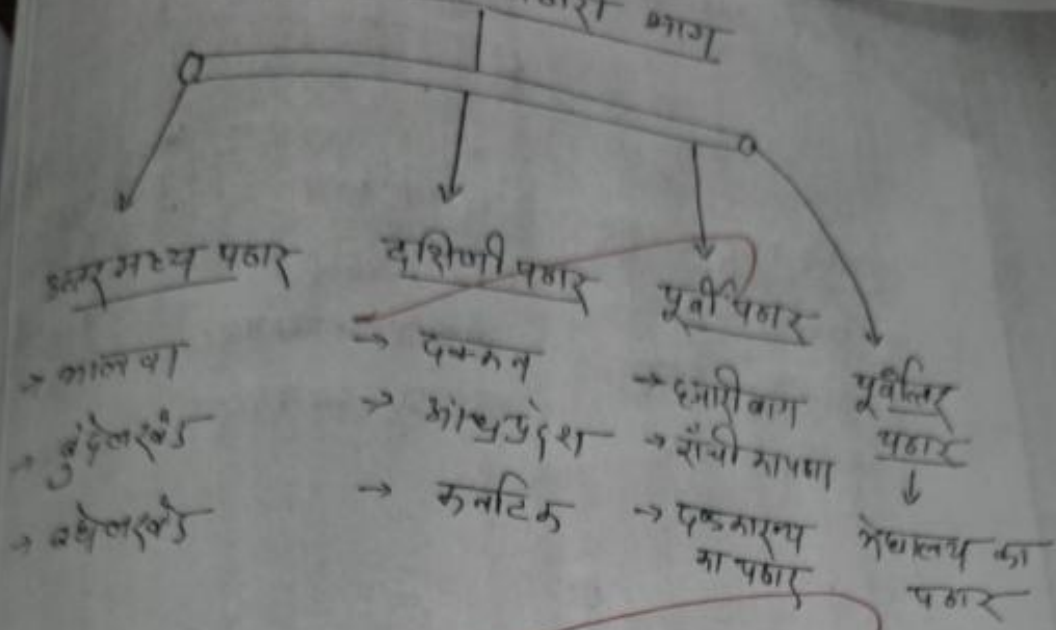 भाग
उत्तर मध्य पठार
दक्षिणी पठार
पूर्वी पठार
पूर्वोत्तर
पठार
→ मालवा
→ बुंदेलखंड
→ बघेलखंड
→ दक्कन
→ आंध्रप्रदेश
→ कर्नाटक
→ हजारीबाग
→ राँची का पठार
→ दण्डकारन्य
का पठार
↓
मेघालय का
पठार